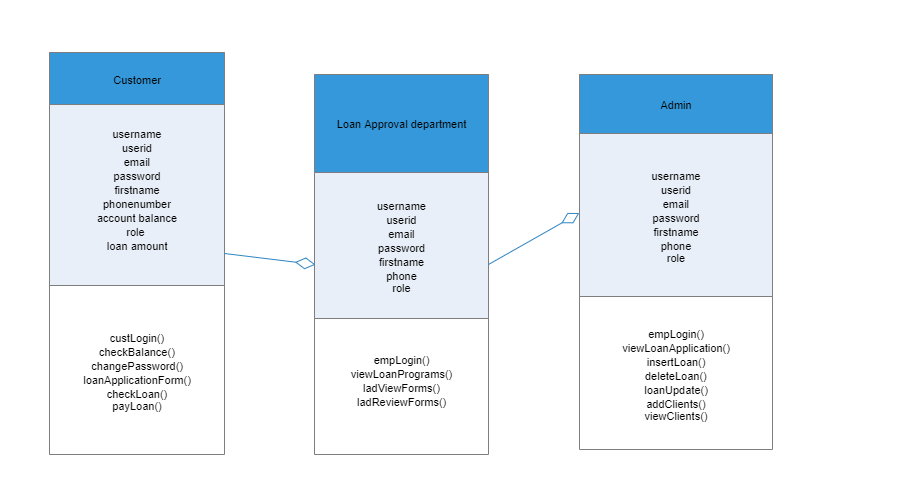 Customer
username
userid
email
password
firstname
phonenumber
account balance
role
loan amount
custLogin()
checkBalance()
changePassword()
loanApplicationForm()
checkLoan()
payLoan()
Loan Approval department
username
userid
email
password
firstname
phone
role
empLogin()
viewLoanPrograms()
ladViewForms()
ladReviewForms()
Admin
username
userid
email
password
firstname
phone
role
empLogin()
viewLoanApplication()
insertLoan()
deleteLoan()
loanUpdate()
addClients()
viewClients()